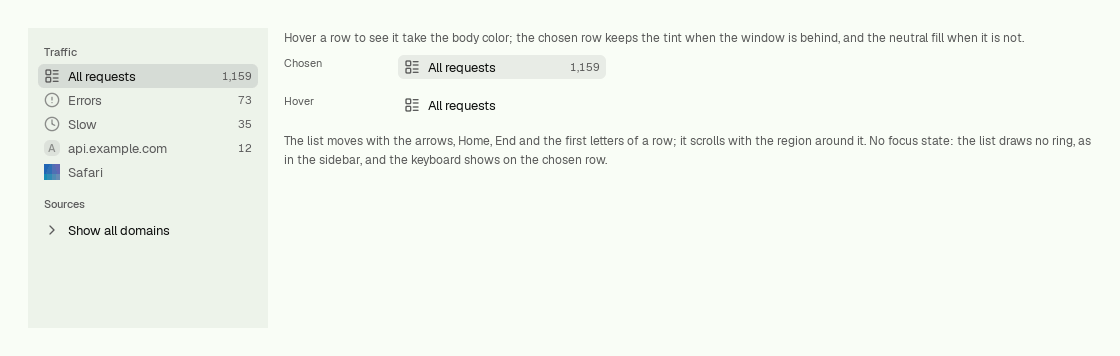 Traffic
All requests 1,159
Errors 73
Slow 35
A api.example.com 12
Safari
Sources
Show all domains
Hover a row to see it take the body color; the chosen row keeps the tint when the window is behind, and the neutral fill when it is not.
Chosen All requests 1,159
Hover All requests
The list moves with the arrows, Home, End and the first letters of a row; it scrolls with the region around it. No focus state: the list draws no ring, as
in the sidebar, and the keyboard shows on the chosen row.